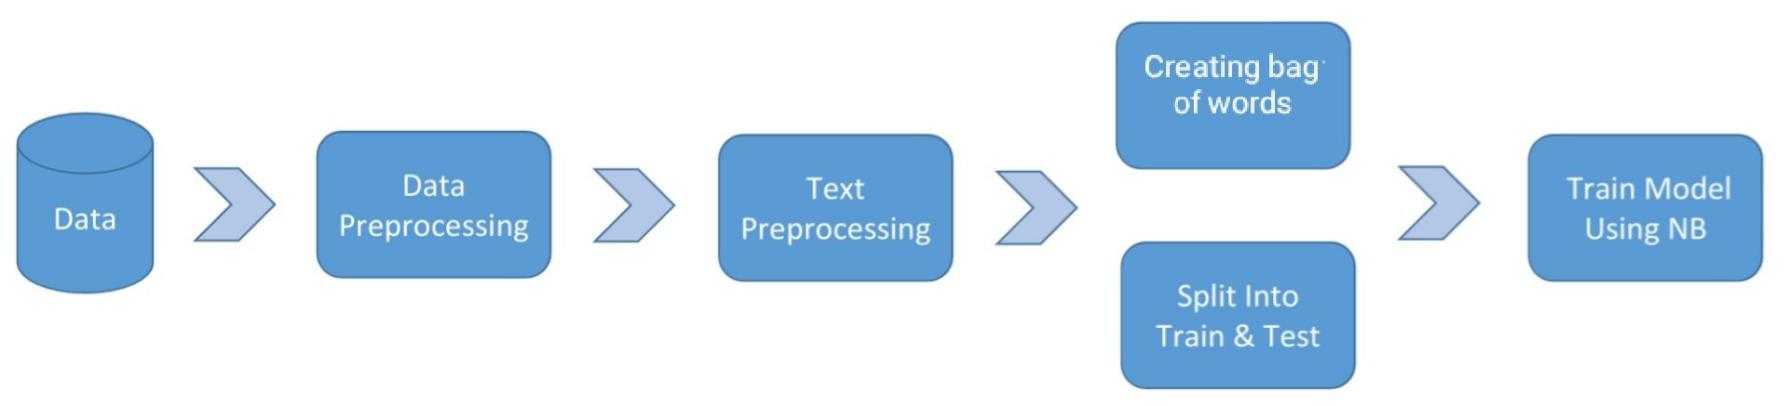 Data
Data
Preprocessing
Text
Preprocessing
Creating bag
of words
Split Into
Train & Test
Train Model
Using NB